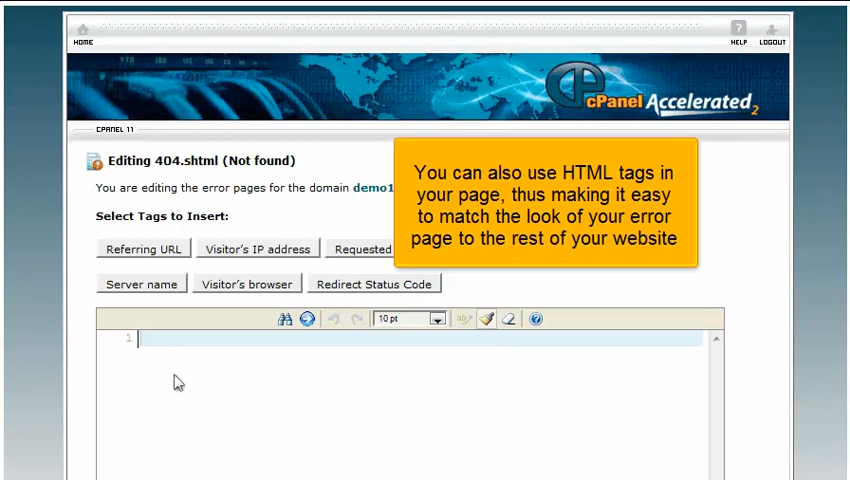 HOME
HELP
LOGOUT
cPanel Accelerated2
CPANEL 11
Editing 404.shtml (Not found)
You are editing the error pages for the domain demo1
Select Tags to Insert:
You can also use HTML tags in
your page, thus making it easy
to match the look of your error
page to the rest of your website
Referring URL
Visitor's IP address
Requested
Server name
Visitor's browser
Redirect Status Code
10 pt
1